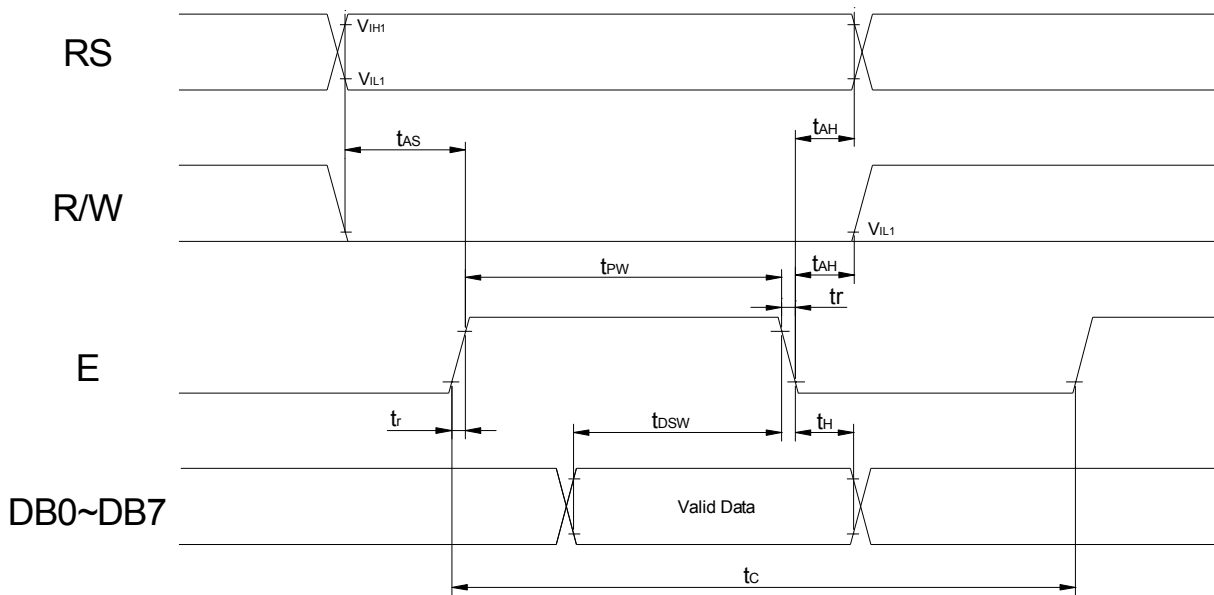 RS
VIH1
VIL1
tAS
tAH
R/W
VIL1
tPW
tAH
tr
E
tr
tDSW
tH
DB0~DB7
Valid Data
tC